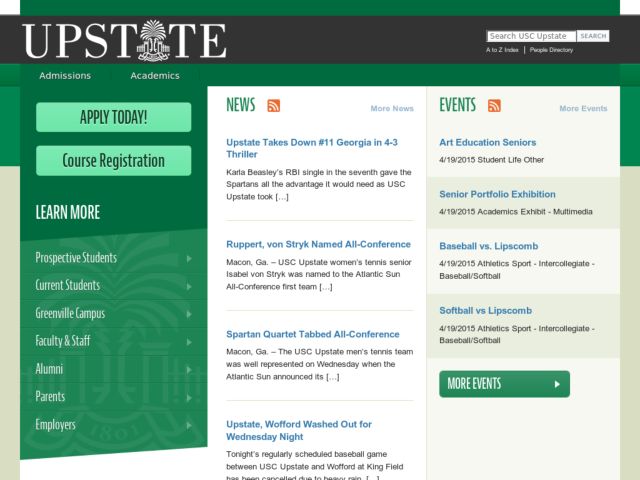 UPSTATE
Search USC Upstate
SEARCH
A to Z Index | People Directory
Admissions
Academics
APPLY TODAY!
Course Registration
LEARN MORE
Prospective Students
Current Students
Greenville Campus
Faculty & Staff
Alumni
Parents
Employers
1801
NEWS
More News
Upstate Takes Down #11 Georgia in 4-3
Thriller
Karla Beasley's RBI single in the seventh gave the
Spartans all the advantage it would need as USC
Upstate took […]
Ruppert, von Stryk Named All-Conference
Macon, Ga. – USC Upstate women's tennis senior
Isabel von Stryk was named to the Atlantic Sun
All-Conference first team […]
Spartan Quartet Tabbed All-Conference
Macon, Ga. – The USC Upstate men's tennis team
was well represented on Wednesday when the
Atlantic Sun announced its […]
Upstate, Wofford Washed Out for
Wednesday Night
Tonight's regularly scheduled baseball game
between USC Upstate and Wofford at King Field
has been cancelled due to heavy rain. […]
EVENTS
More Events
Art Education Seniors
4/19/2015 Student Life Other
Senior Portfolio Exhibition
4/19/2015 Academics Exhibit - Multimedia
Baseball vs. Lipscomb
4/19/2015 Athletics Sport - Intercollegiate -
Baseball/Softball
Softball vs Lipscomb
4/19/2015 Athletics Sport - Intercollegiate -
Baseball/Softball
MORE EVENTS